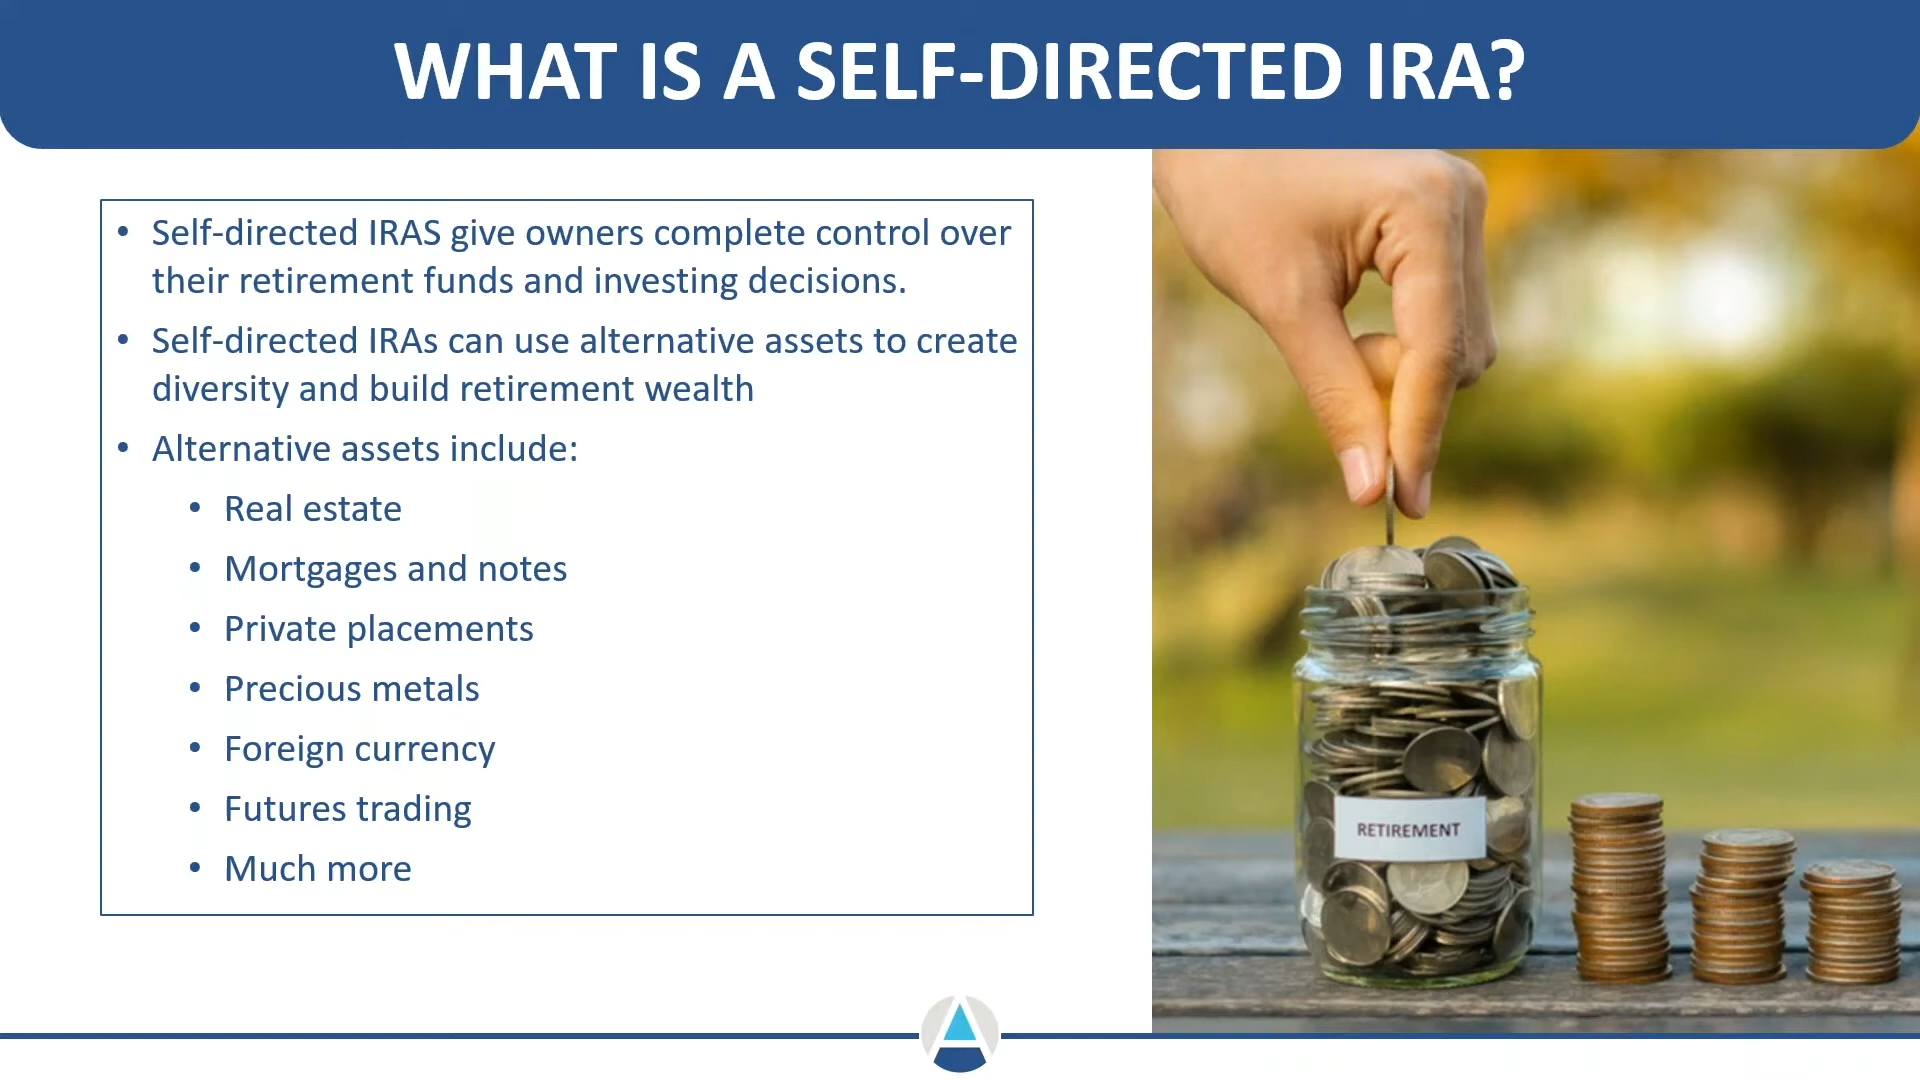 WHAT IS A SELF-DIRECTED IRA?
• Self-directed IRAS give owners complete control over
their retirement funds and investing decisions.
• Self-directed IRAs can use alternative assets to create
diversity and build retirement wealth
• Alternative assets include:
• Real estate
• Mortgages and notes
• Private placements
• Precious metals
• Foreign currency
• Futures trading
• Much more
RETIREMENT